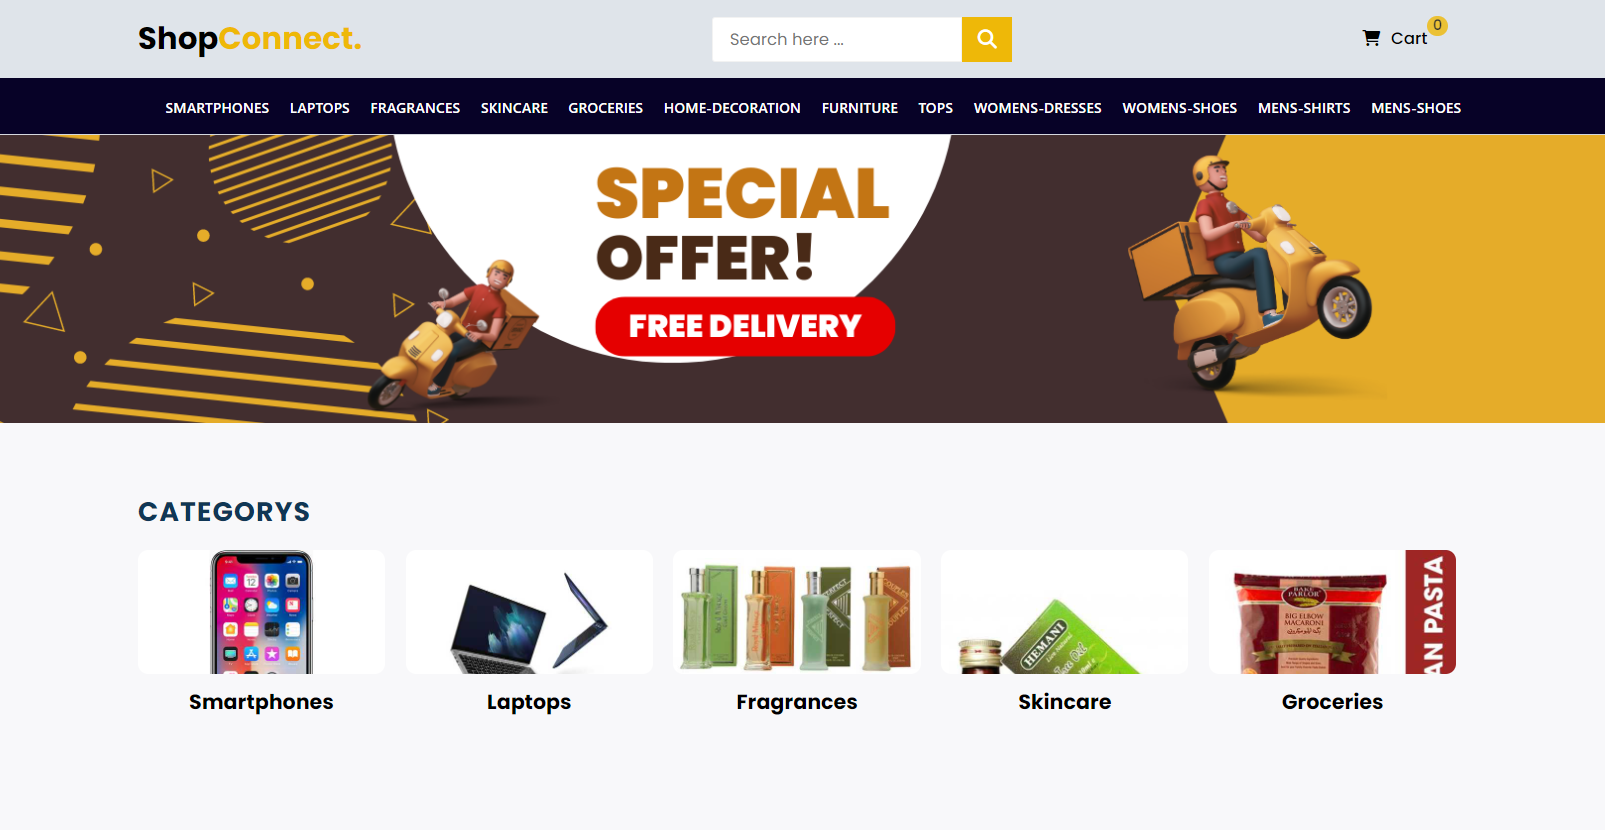 ShopConnect.
Search here ...
Cart
0
SMARTPHONES LAPTOPS FRAGRANCES SKINCARE GROCERIES HOME-DECORATION FURNITURE TOPS WOMENS-DRESSES WOMENS-SHOES MENS-SHIRTS MENS-SHOES
SPECIAL
OFFER!
FREE DELIVERY
CATEGORYS
HEMANI
BAKE
PARLOR
BIG ELBOW
MACARONI
AN PASTA
Smartphones
Laptops
Fragrances
Skincare
Groceries